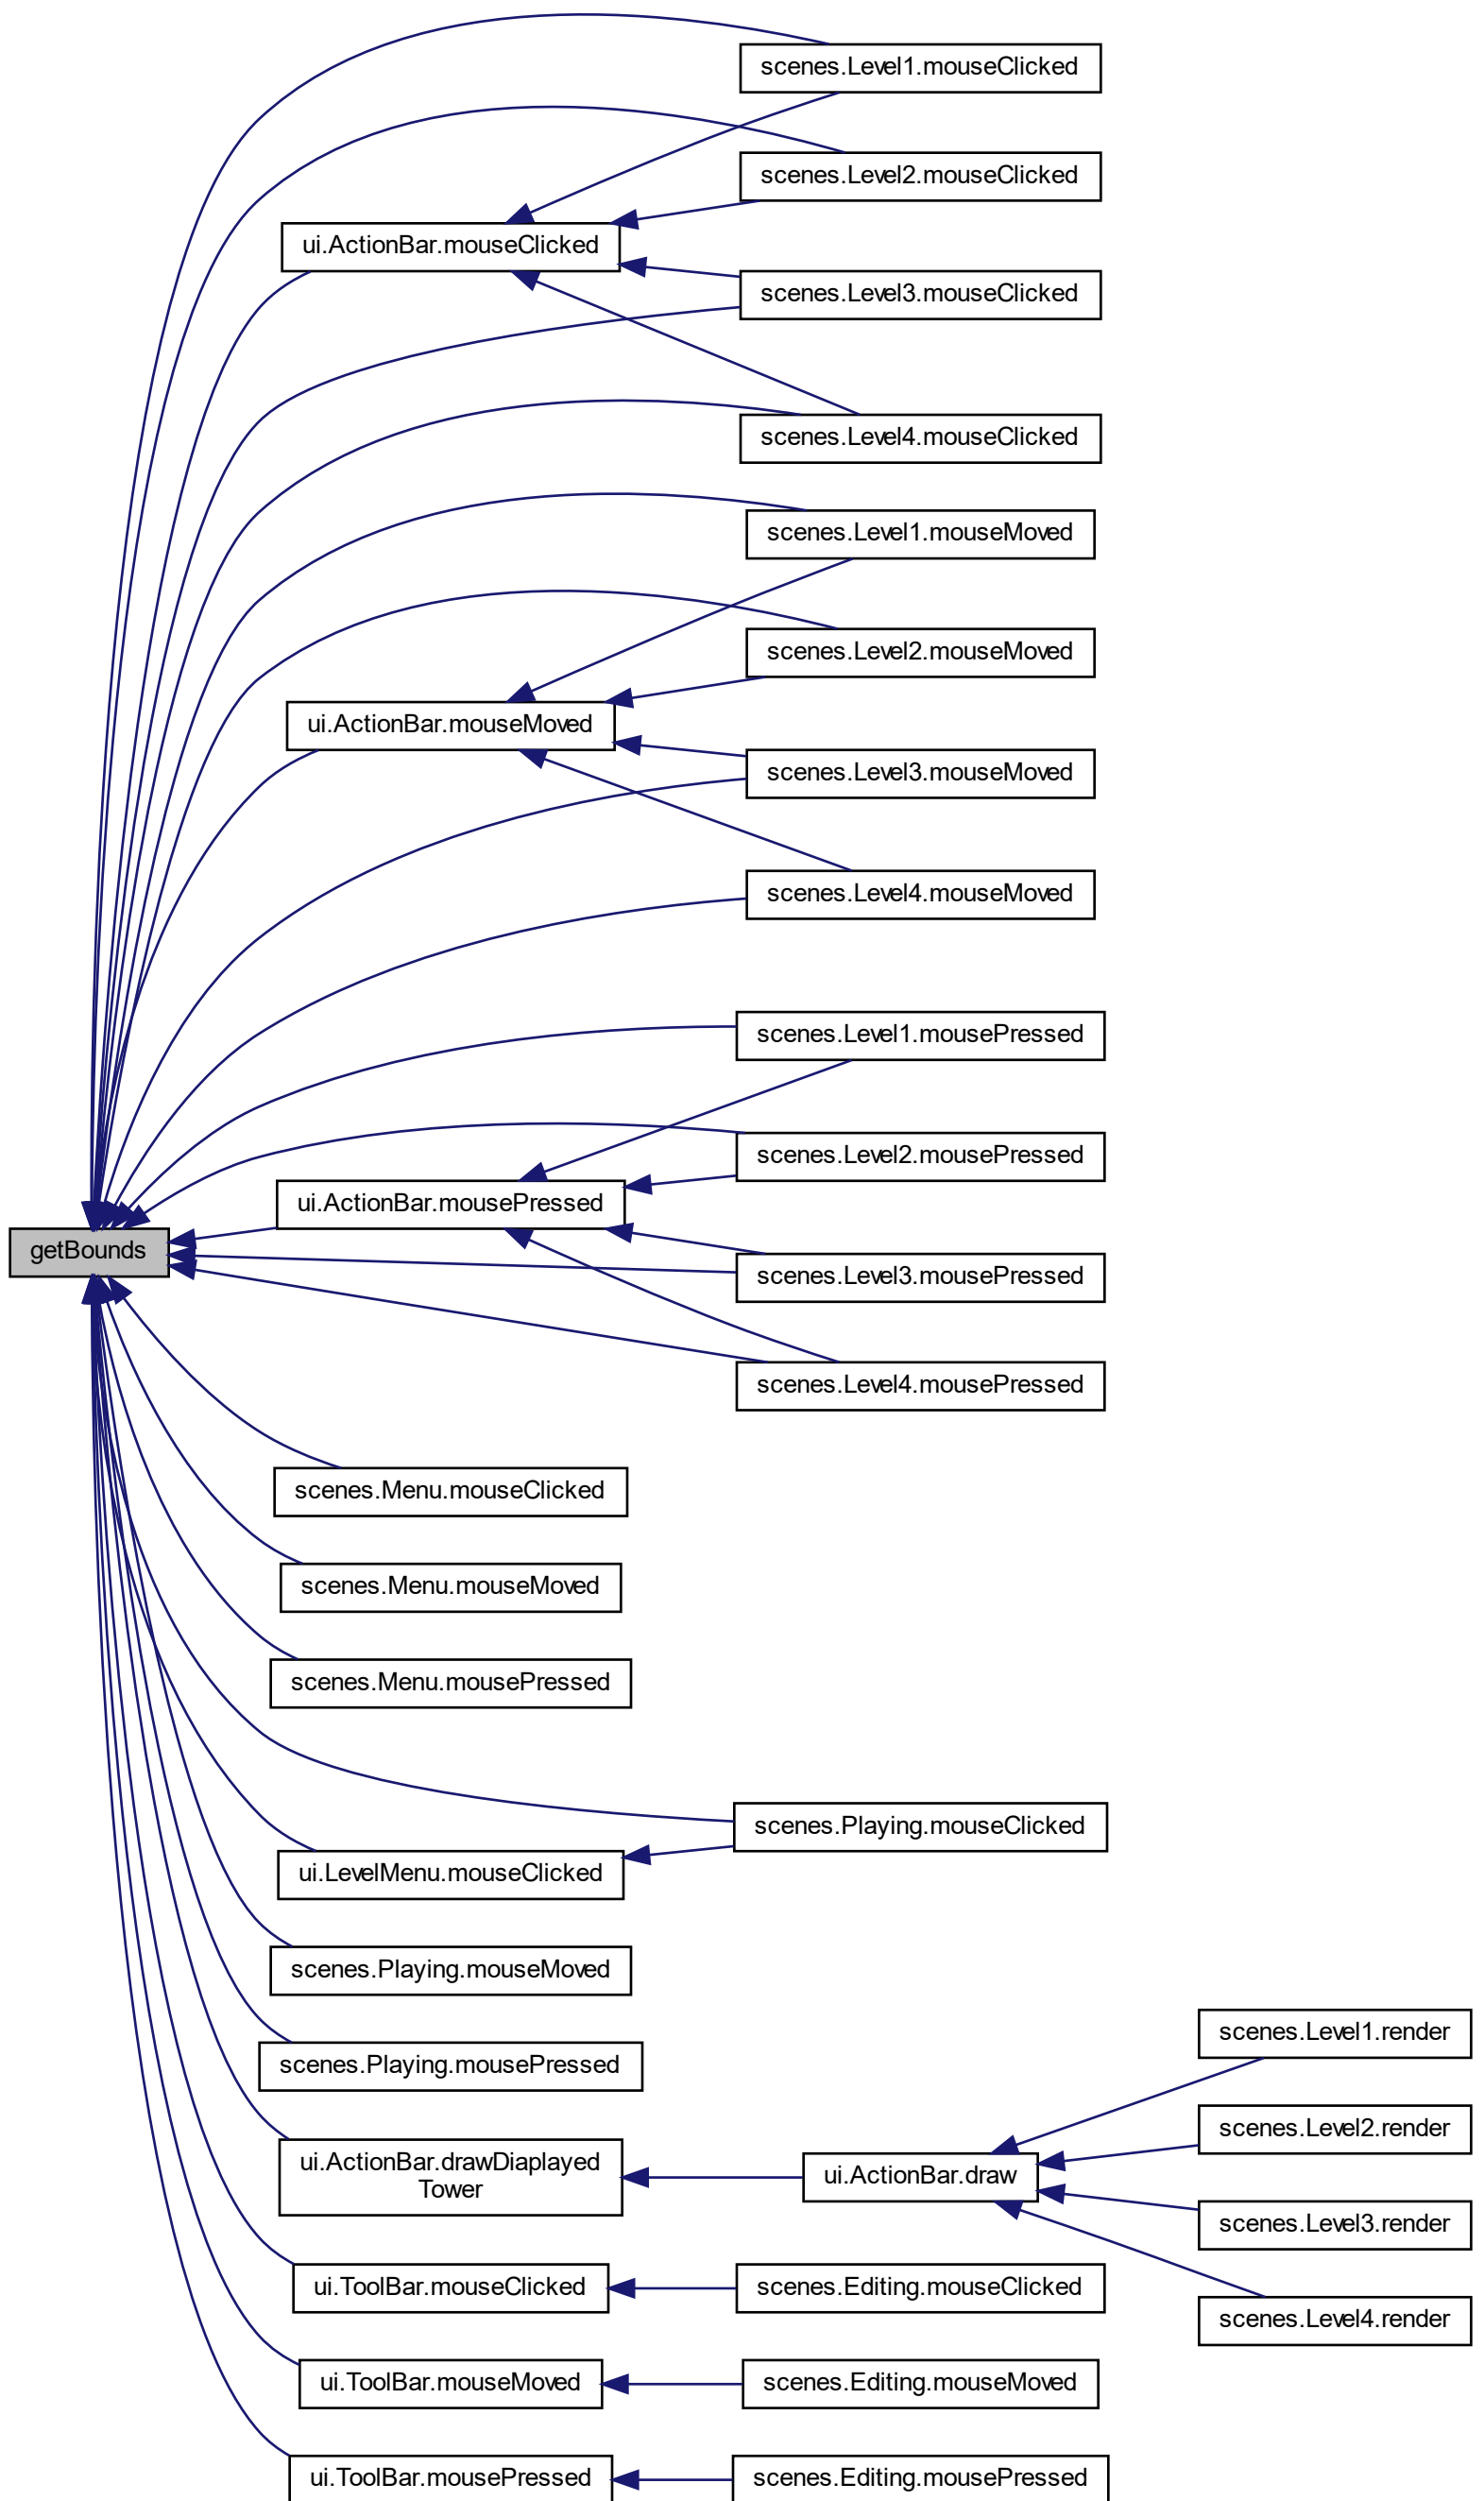 scenes.Level1.mouseClicked
scenes.Level2.mouseClicked
ui.ActionBar.mouseClicked
scenes.Level3.mouseClicked
scenes.Level4.mouseClicked
scenes.Level1.mouseMoved
scenes.Level2.mouseMoved
ui.ActionBar.mouseMoved
scenes.Level3.mouseMoved
scenes.Level4.mouseMoved
scenes.Level1.mousePressed
scenes.Level2.mousePressed
ui.ActionBar.mousePressed
getBounds
scenes.Level3.mousePressed
scenes.Level4.mousePressed
scenes.Menu.mouseClicked
scenes.Menu.mouseMoved
scenes.Menu.mousePressed
scenes.Playing.mouseClicked
ui.LevelMenu.mouseClicked
scenes.Playing.mouseMoved
scenes.Level1.render
scenes.Playing.mousePressed
scenes.Level2.render
ui.ActionBar.drawDiaplayed
Tower
ui.ActionBar.draw
scenes.Level3.render
ui.ToolBar.mouseClicked
scenes.Editing.mouseClicked
scenes.Level4.render
ui.ToolBar.mouseMoved
scenes.Editing.mouseMoved
ui.ToolBar.mousePressed
scenes.Editing.mousePressed